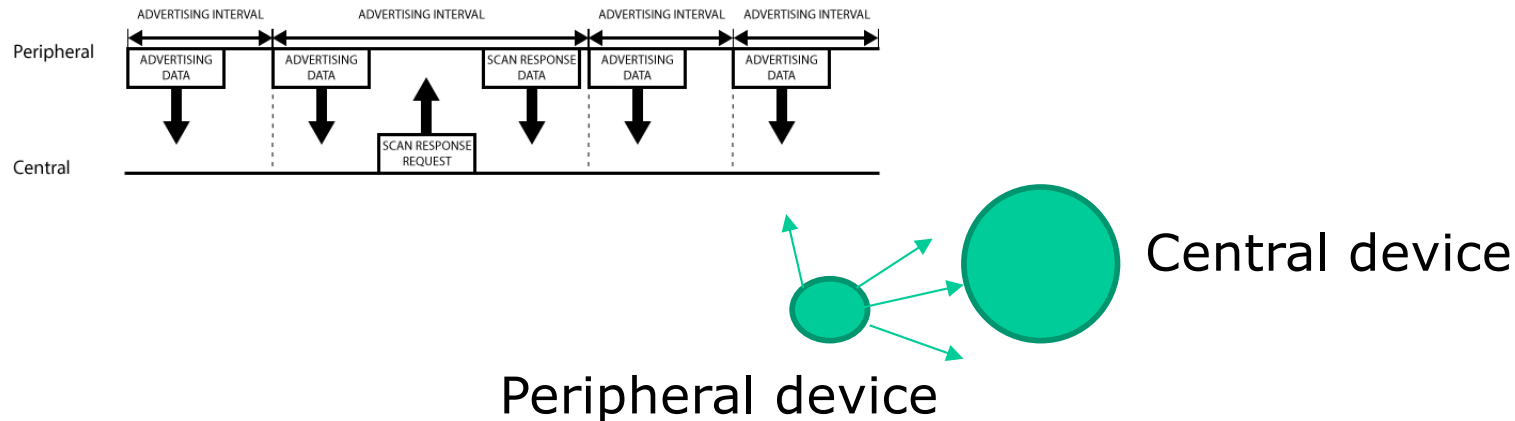 ADVERTISING INTERVAL ADVERTISING INTERVAL ADVERTISING INTERVAL ADVERTISING INTERVAL
Peripheral
ADVERTISING DATA
ADVERTISING DATA
SCAN RESPONSE DATA
ADVERTISING DATA
ADVERTISING DATA
SCAN RESPONSE REQUEST
Central
Central device
Peripheral device